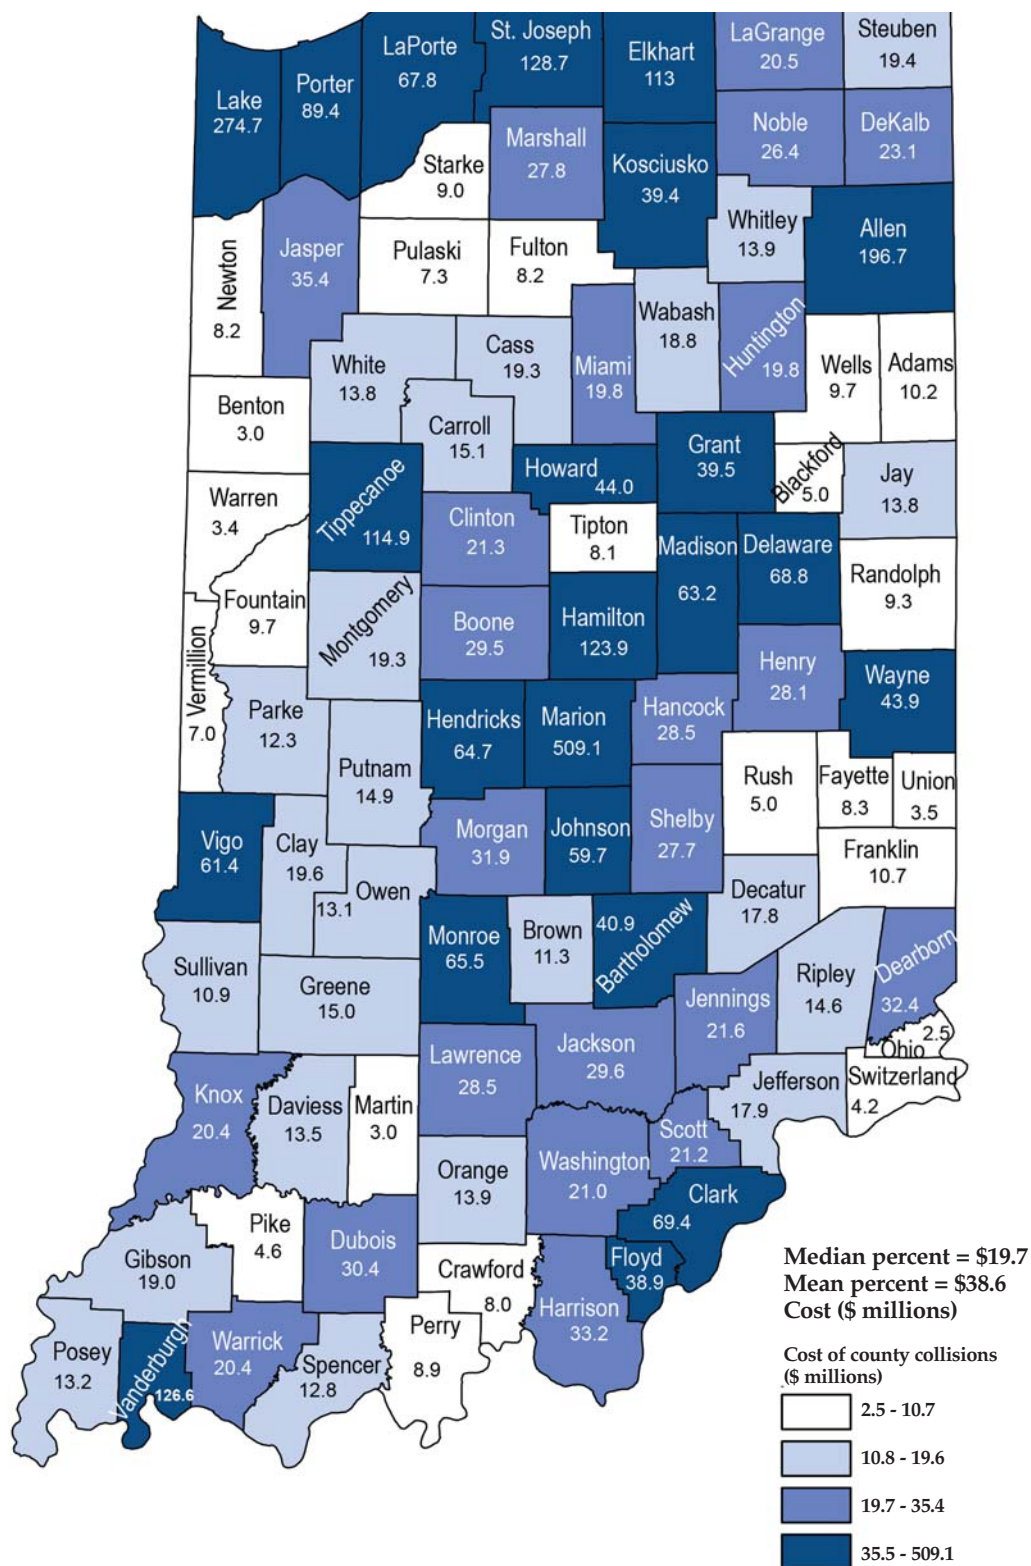 St. Joseph
128.7
LaPorte
67.8
Elkhart
113
LaGrange
20.5
Steuben
19.4
Lake
274.7
Porter
89.4
Noble
26.4
DeKalb
23.1
Marshall
27.8
Starke
9.0
Kosciusko
39.4
Whitley
13.9
Allen
196.7
Newton
8.2
Jasper
35.4
Pulaski
7.3
Fulton
8.2
Wabash
18.8
Huntington
19.8
White
13.8
Cass
19.3
Miami
19.8
Wells
9.7
Adams
10.2
Benton
3.0
Carroll
15.1
Howard
44.0
Grant
39.5
Blackford
5.0
Jay
13.8
Warren
3.4
Tippecanoe
114.9
Clinton
21.3
Tipton
8.1
Madison
63.2
Delaware
68.8
Randolph
9.3
Fountain
9.7
Vermillion
7.0
Montgomery
19.3
Boone
29.5
Hamilton
123.9
Henry
28.1
Wayne
43.9
Parke
12.3
Hendricks
64.7
Marion
509.1
Hancock
28.5
Putnam
14.9
Rush
5.0
Fayette
8.3
Union
3.5
Vigo
61.4
Clay
19.6
Morgan
31.9
Johnson
59.7
Shelby
27.7
Franklin
10.7
Owen
13.1
Decatur
17.8
Monroe
65.5
Brown
11.3
40.9
Bartholomew
Sullivan
10.9
Greene
15.0
Ripley
14.6
Dearborn
32.4
Jennings
21.6
Ohio
2.5
Lawrence
28.5
Jackson
29.6
Jefferson
17.9
Switzerland
4.2
Knox
20.4
Daviess
13.5
Martin
3.0
Scott
21.2
Orange
13.9
Washington
21.0
Clark
69.4
Pike
4.6
Dubois
30.4
Gibson
19.0
Crawford
8.0
Floyd
38.9
Harrison
33.2
Posey
13.2
Vanderburgh
126.6
Warrick
20.4
Spencer
12.8
Perry
8.9
Median percent = $19.7
Mean percent = $38.6
Cost ($ millions)
Cost of county collisions
($ millions)
2.5 - 10.7
10.8 - 19.6
19.7 - 35.4
35.5 - 509.1